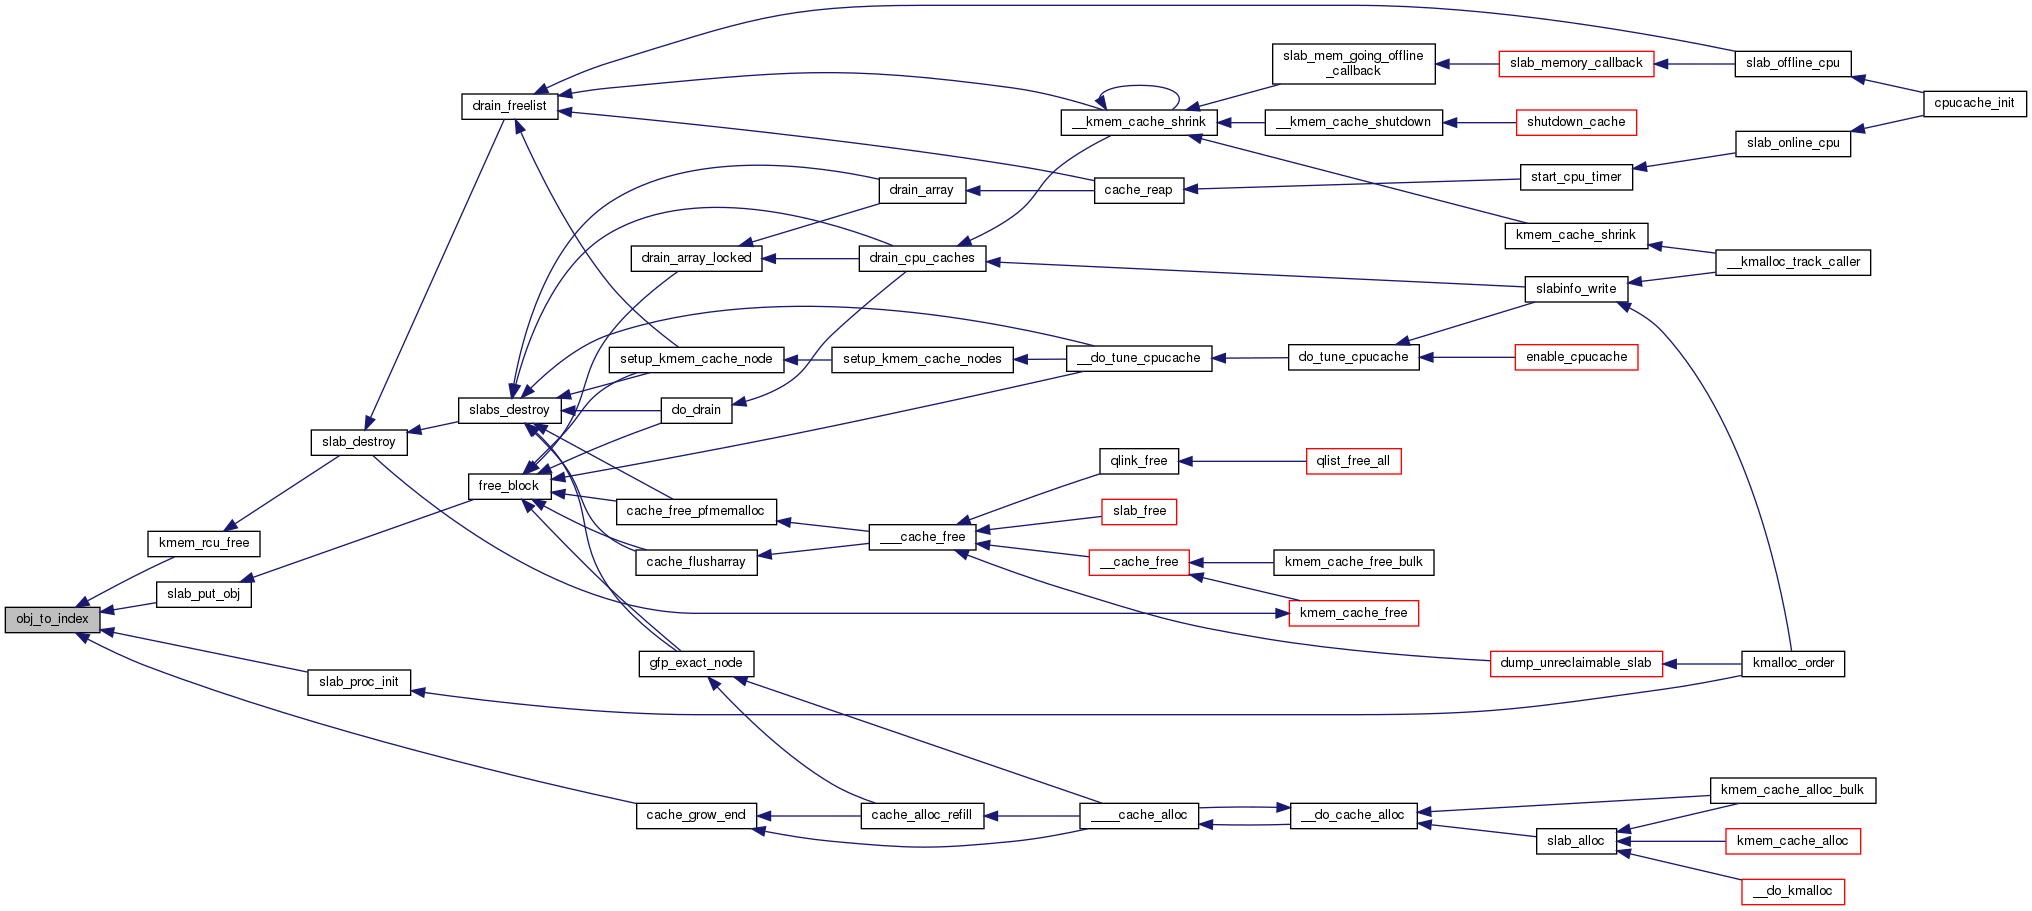 slab_mem_going_offline
_callback
slab_memory_callback
slab_offline_cpu
drain_freelist
cpucache_init
__kmem_cache_shrink
__kmem_cache_shutdown
shutdown_cache
slab_online_cpu
drain_array
cache_reap
start_cpu_timer
kmem_cache_shrink
drain_array_locked
drain_cpu_caches
__kmalloc_track_caller
slabinfo_write
setup_kmem_cache_node
setup_kmem_cache_nodes
__do_tune_cpucache
do_tune_cpucache
enable_cpucache
slabs_destroy
do_drain
slab_destroy
qlink_free
qlist_free_all
free_block
cache_free_pfmemalloc
slab_free
kmem_rcu_free
___cache_free
cache_flusharray
__cache_free
kmem_cache_free_bulk
slab_put_obj
obj_to_index
kmem_cache_free
gfp_exact_node
dump_unreclaimable_slab
kmalloc_order
slab_proc_init
kmem_cache_alloc_bulk
cache_grow_end
cache_alloc_refill
____cache_alloc
__do_cache_alloc
slab_alloc
kmem_cache_alloc
__do_kmalloc